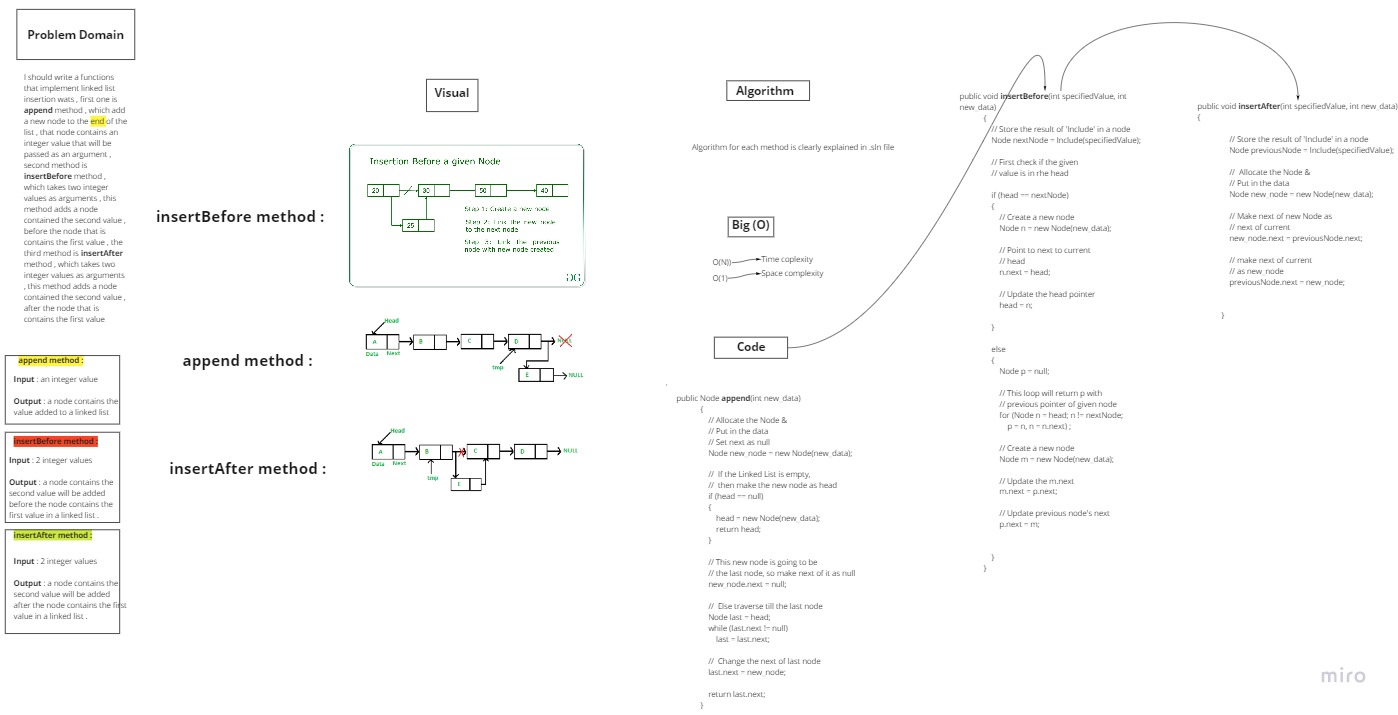 Problem Domain
I should write a functions
that implement linked list
insertion wats , first one is
append method , which add
a new node to the end of the
list , that node contains an
integer value that will be
passed as an argument ,
second method is
insertBefore method ,
which takes two integer
values as arguments , this
method adds a node
contained the second value ,
before the node that is
contains the first value , the
third method is insertAfter
method , which takes two
integer values as arguments
, this method adds a node
contained the second value ,
after the node that is
contains the first value
append method :
Input : an integer value
Output : a node contains the
value added to a linked list
insertBefore method :
Input : 2 integer values
Output : a node contains the
second value will be added
before the node contains the
first value in a linked list .
insertAfter method :
Input : 2 integer values
Output : a node contains the
second value will be added
after the node contains the first
value in a linked list .
Visual
insertBefore method :
Insertion Before a given Node
20 30 50 40
25
Step 1: Create a new node
Step 2: Link the new node
to the next node
Step 3: Link the previous
node with new node created
append method :
Head
A B C D NULL
Data Next
tmp
E NULL
insertAfter method :
Head
A B C D NULL
Data Next
tmp
E
Algorithm
Algorithm for each method is clearly explained in .sln file
Big (O)
O(N) Time coplexity
O(1) Space complexity
Code
public Node append(int new_data)
{
// Allocate the Node &
// Put in the data
// Set next as null
Node new_node = new Node(new_data);
// If the Linked List is empty,
// then make the new node as head
if (head == null)
{
head = new Node(new_data);
return head;
}
// This new node is going to be
// the last node, so make next of it as null
new_node.next = null;
// Else traverse till the last node
Node last = head;
while (last.next != null)
last = last.next;
// Change the next of last node
last.next = new_node;
return last.next;
}
public void insertBefore(int specifiedValue, int
new_data)
{
// Store the result of 'Include' in a node
Node nextNode = Include(specifiedValue);
// First check if the given
// value is in rhe head
if (head == nextNode)
{
// Create a new node
Node n = new Node(new_data);
// Point to next to current
// head
n.next = head;
// Update the head pointer
head = n;
}
else
{
Node p = null;
// This loop will return p with
// previous pointer of given node
for (Node n = head; n != nextNode;
p = n, n = n.next) ;
// Create a new node
Node m = new Node(new_data);
// Update the m.next
m.next = p.next;
// Update previous node's next
p.next = m;
}
}
public void insertAfter(int specifiedValue, int new_data)
{
// Store the result of 'Include' in a node
Node previousNode = Include(specifiedValue);
// Allocate the Node &
// Put in the data
Node new_node = new Node(new_data);
// Make next of new Node as
// next of current
new_node.next = previousNode.next;
// make next of current
// as new_node
previousNode.next = new_node;
}
miro